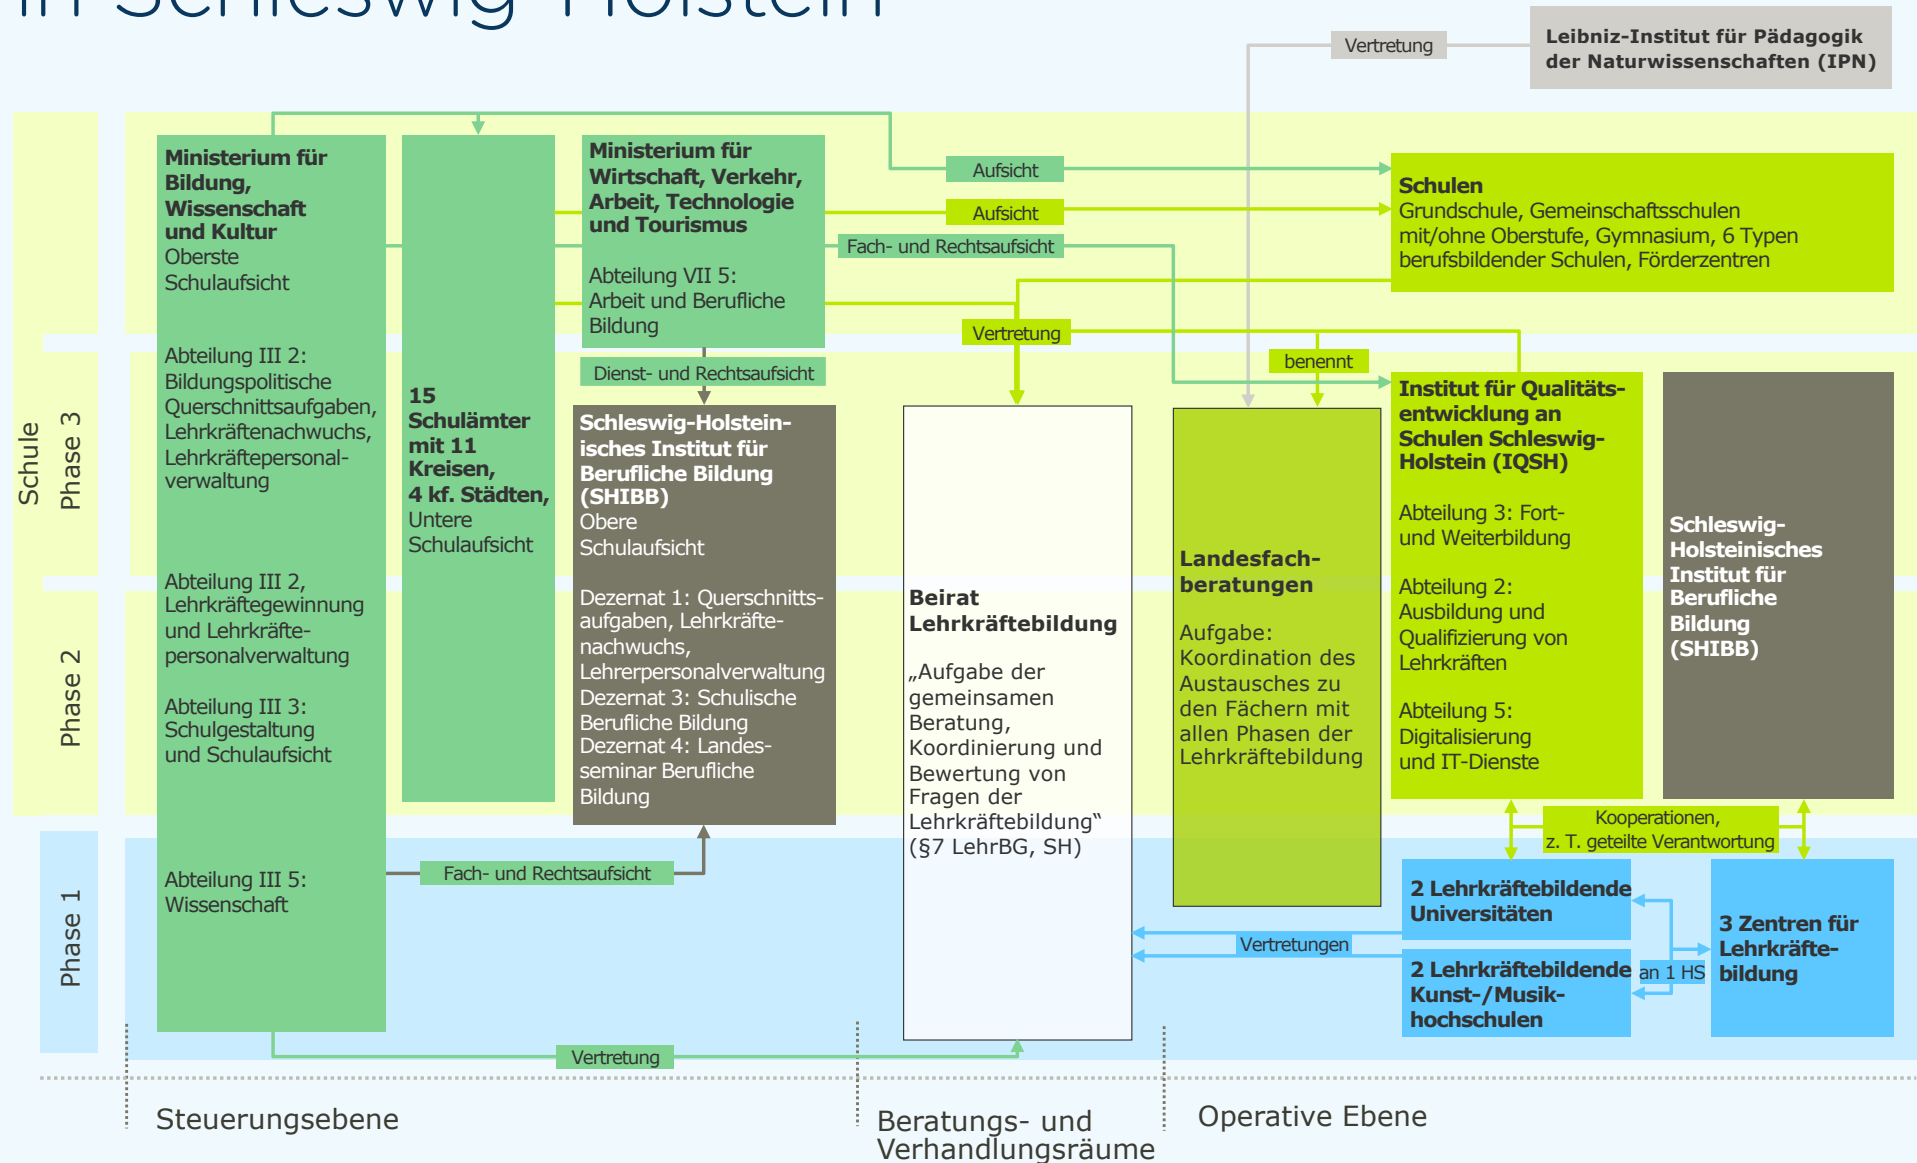 in Schleswig-Holstein
Vertretung
Leibniz-Institut für Pädagogik
der Naturwissenschaften (IPN)
Schule
Phase 3
Phase 2
Phase 1
Ministerium für
Bildung,
Wissenschaft
und Kultur
Oberste
Schulaufsicht
Abteilung III 2:
Bildungspolitische
Querschnittsaufgaben,
Lehrkräftenachwuchs,
Lehrkräftepersonal-
verwaltung
Abteilung III 2,
Lehrkräftegewinnung
und Lehrkräfte-
personalverwaltung
Abteilung III 3:
Schulgestaltung
und Schulaufsicht
Abteilung III 5:
Wissenschaft
15
Schulämter
mit 11
Kreisen,
4 kf. Städten,
Untere
Schulaufsicht
Ministerium für
Wirtschaft, Verkehr,
Arbeit, Technologie
und Tourismus
Abteilung VII 5:
Arbeit und Berufliche
Bildung
Dienst- und Rechtsaufsicht
Schleswig-Holstein-
isches Institut für
Berufliche Bildung
(SHIBB)
Obere
Schulaufsicht
Dezernat 1: Querschnitts-
aufgaben, Lehrkräfte-
nachwuchs,
Lehrerpersonalverwaltung
Dezernat 3: Schulische
Berufliche Bildung
Dezernat 4: Landes-
seminar Berufliche
Bildung
Fach- und Rechtsaufsicht
Vertretung
Aufsicht
Aufsicht
Fach- und Rechtsaufsicht
Vertretung
benennt
Beirat
Lehrkräftebildung
„Aufgabe der
gemeinsamen
Beratung,
Koordinierung und
Bewertung von
Fragen der
Lehrkräftebildung“
(§7 LehrBG, SH)
Landesfach-
beratungen
Aufgabe:
Koordination des
Austausches zu
den Fächern mit
allen Phasen der
Lehrkräftebildung
Schulen
Grundschule, Gemeinschaftsschulen
mit/ohne Oberstufe, Gymnasium, 6 Typen
berufsbildender Schulen, Förderzentren
Institut für Qualitäts-
entwicklung an
Schulen Schleswig-
Holstein (IQSH)
Abteilung 3: Fort-
und Weiterbildung
Abteilung 2:
Ausbildung und
Qualifizierung von
Lehrkräften
Abteilung 5:
Digitalisierung
und IT-Dienste
Schleswig-
Holsteinisches
Institut für
Berufliche
Bildung
(SHIBB)
Kooperationen,
z. T. geteilte Verantwortung
2 Lehrkräftebildende
Universitäten
Vertretungen
2 Lehrkräftebildende
Kunst-/Musik-
hochschulen
an 1 HS
3 Zentren für
Lehrkräfte-
bildung
Steuerungsebene
Beratungs- und
Verhandlungsräume
Operative Ebene